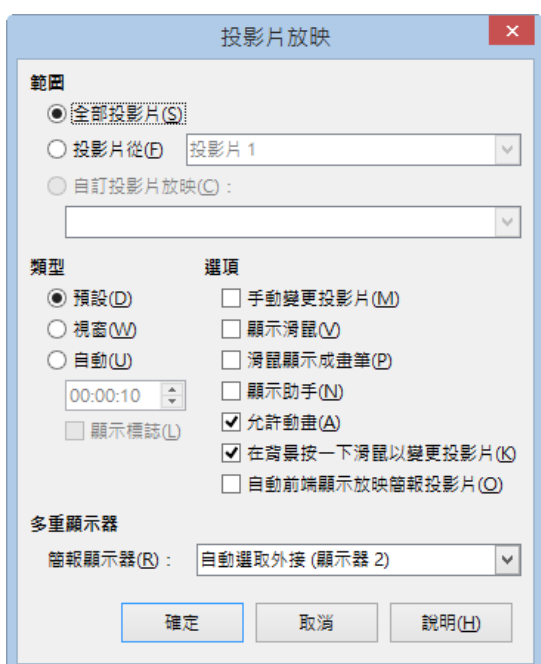 投影片放映
範圍
全部投影片(S)
投影片從(F) 投影片 1
自訂投影片放映(C)：
類型 選項
預設(D) 手動變更投影片(M)
視窗(W) 顯示滑鼠(V)
自動(U) 滑鼠顯示成畫筆(P)
00:00:10 顯示助手(N)
顯示標誌(L) 允許動畫(A)
在背景按一下滑鼠以變更投影片(K)
自動前端顯示放映簡報投影片(O)
多重顯示器
簡報顯示器(R)： 自動選取外接 (顯示器 2)
確定 取消 說明(H)